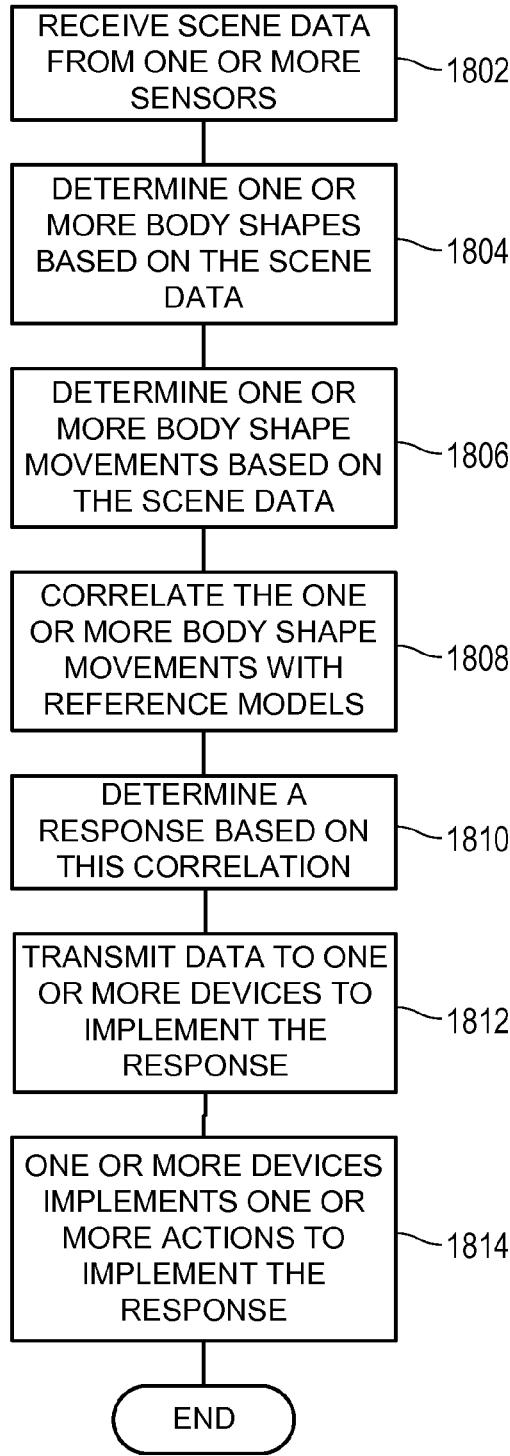 RECEIVE SCENE DATA
FROM ONE OR MORE
SENSORS
1802
DETERMINE ONE OR
MORE BODY SHAPES
BASED ON THE SCENE
DATA
1804
DETERMINE ONE OR
MORE BODY SHAPE
MOVEMENTS BASED ON
THE SCENE DATA
1806
CORRELATE THE ONE
OR MORE BODY SHAPE
MOVEMENTS WITH
REFERENCE MODELS
1808
DETERMINE A
RESPONSE BASED ON
THIS CORRELATION
1810
TRANSMIT DATA TO ONE
OR MORE DEVICES TO
IMPLEMENT THE
RESPONSE
1812
ONE OR MORE DEVICES
IMPLEMENTS ONE OR
MORE ACTIONS TO
IMPLEMENT THE
RESPONSE
1814
END